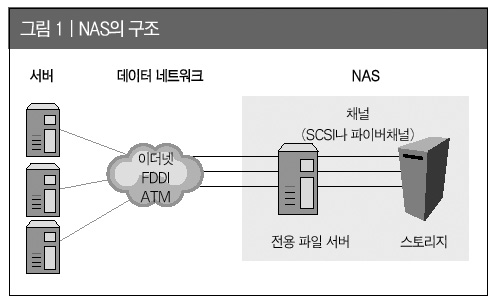 그림 1 | NAS의 구조
서버
데이터 네트워크
NAS
이더넷
FDDI
ATM
채널
(SCSI나 파이버채널)
전용 파일 서버
스토리지